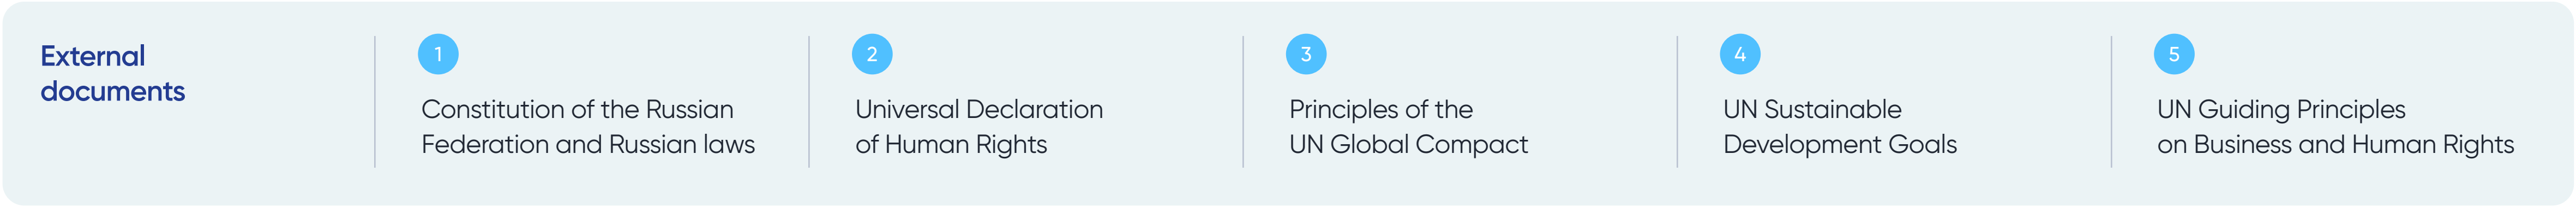 External
documents
1
Constitution of the Russian
Federation and Russian laws
2
Universal Declaration
of Human Rights
3
Principles of the
UN Global Compact
4
UN Sustainable
Development Goals
5
UN Guiding Principles
on Business and Human Rights